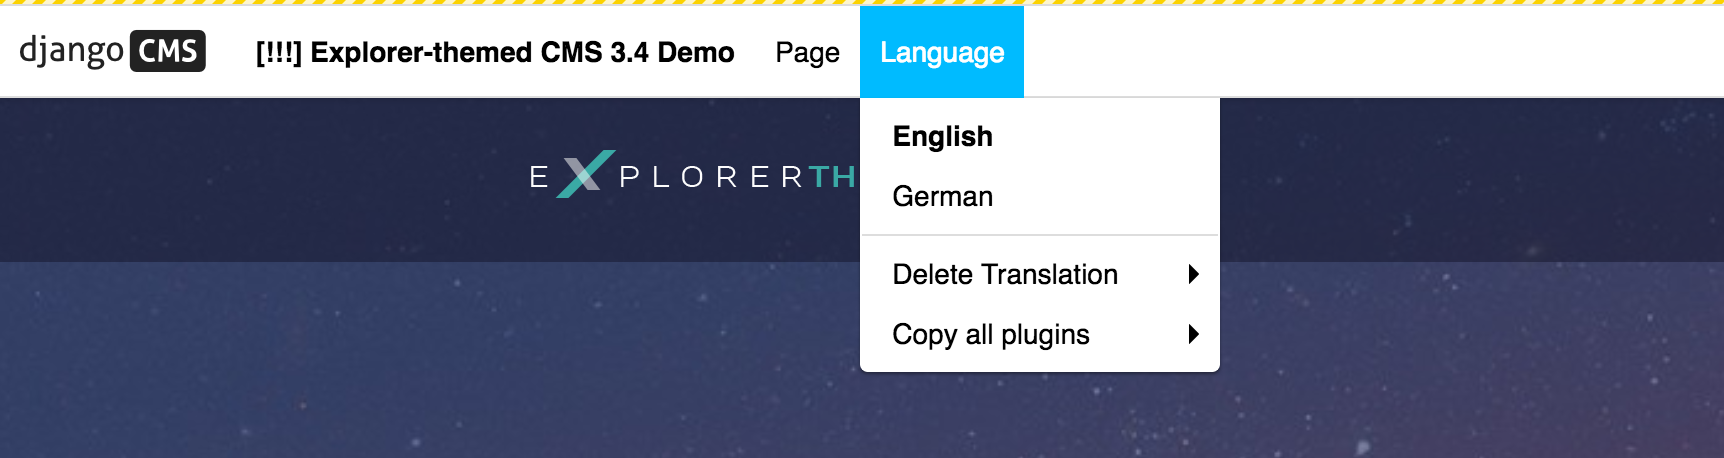 django CMS [!!!] Explorer-themed CMS 3.4 Demo Page Language
English
EXPLORERTH
German
Delete Translation
Copy all plugins